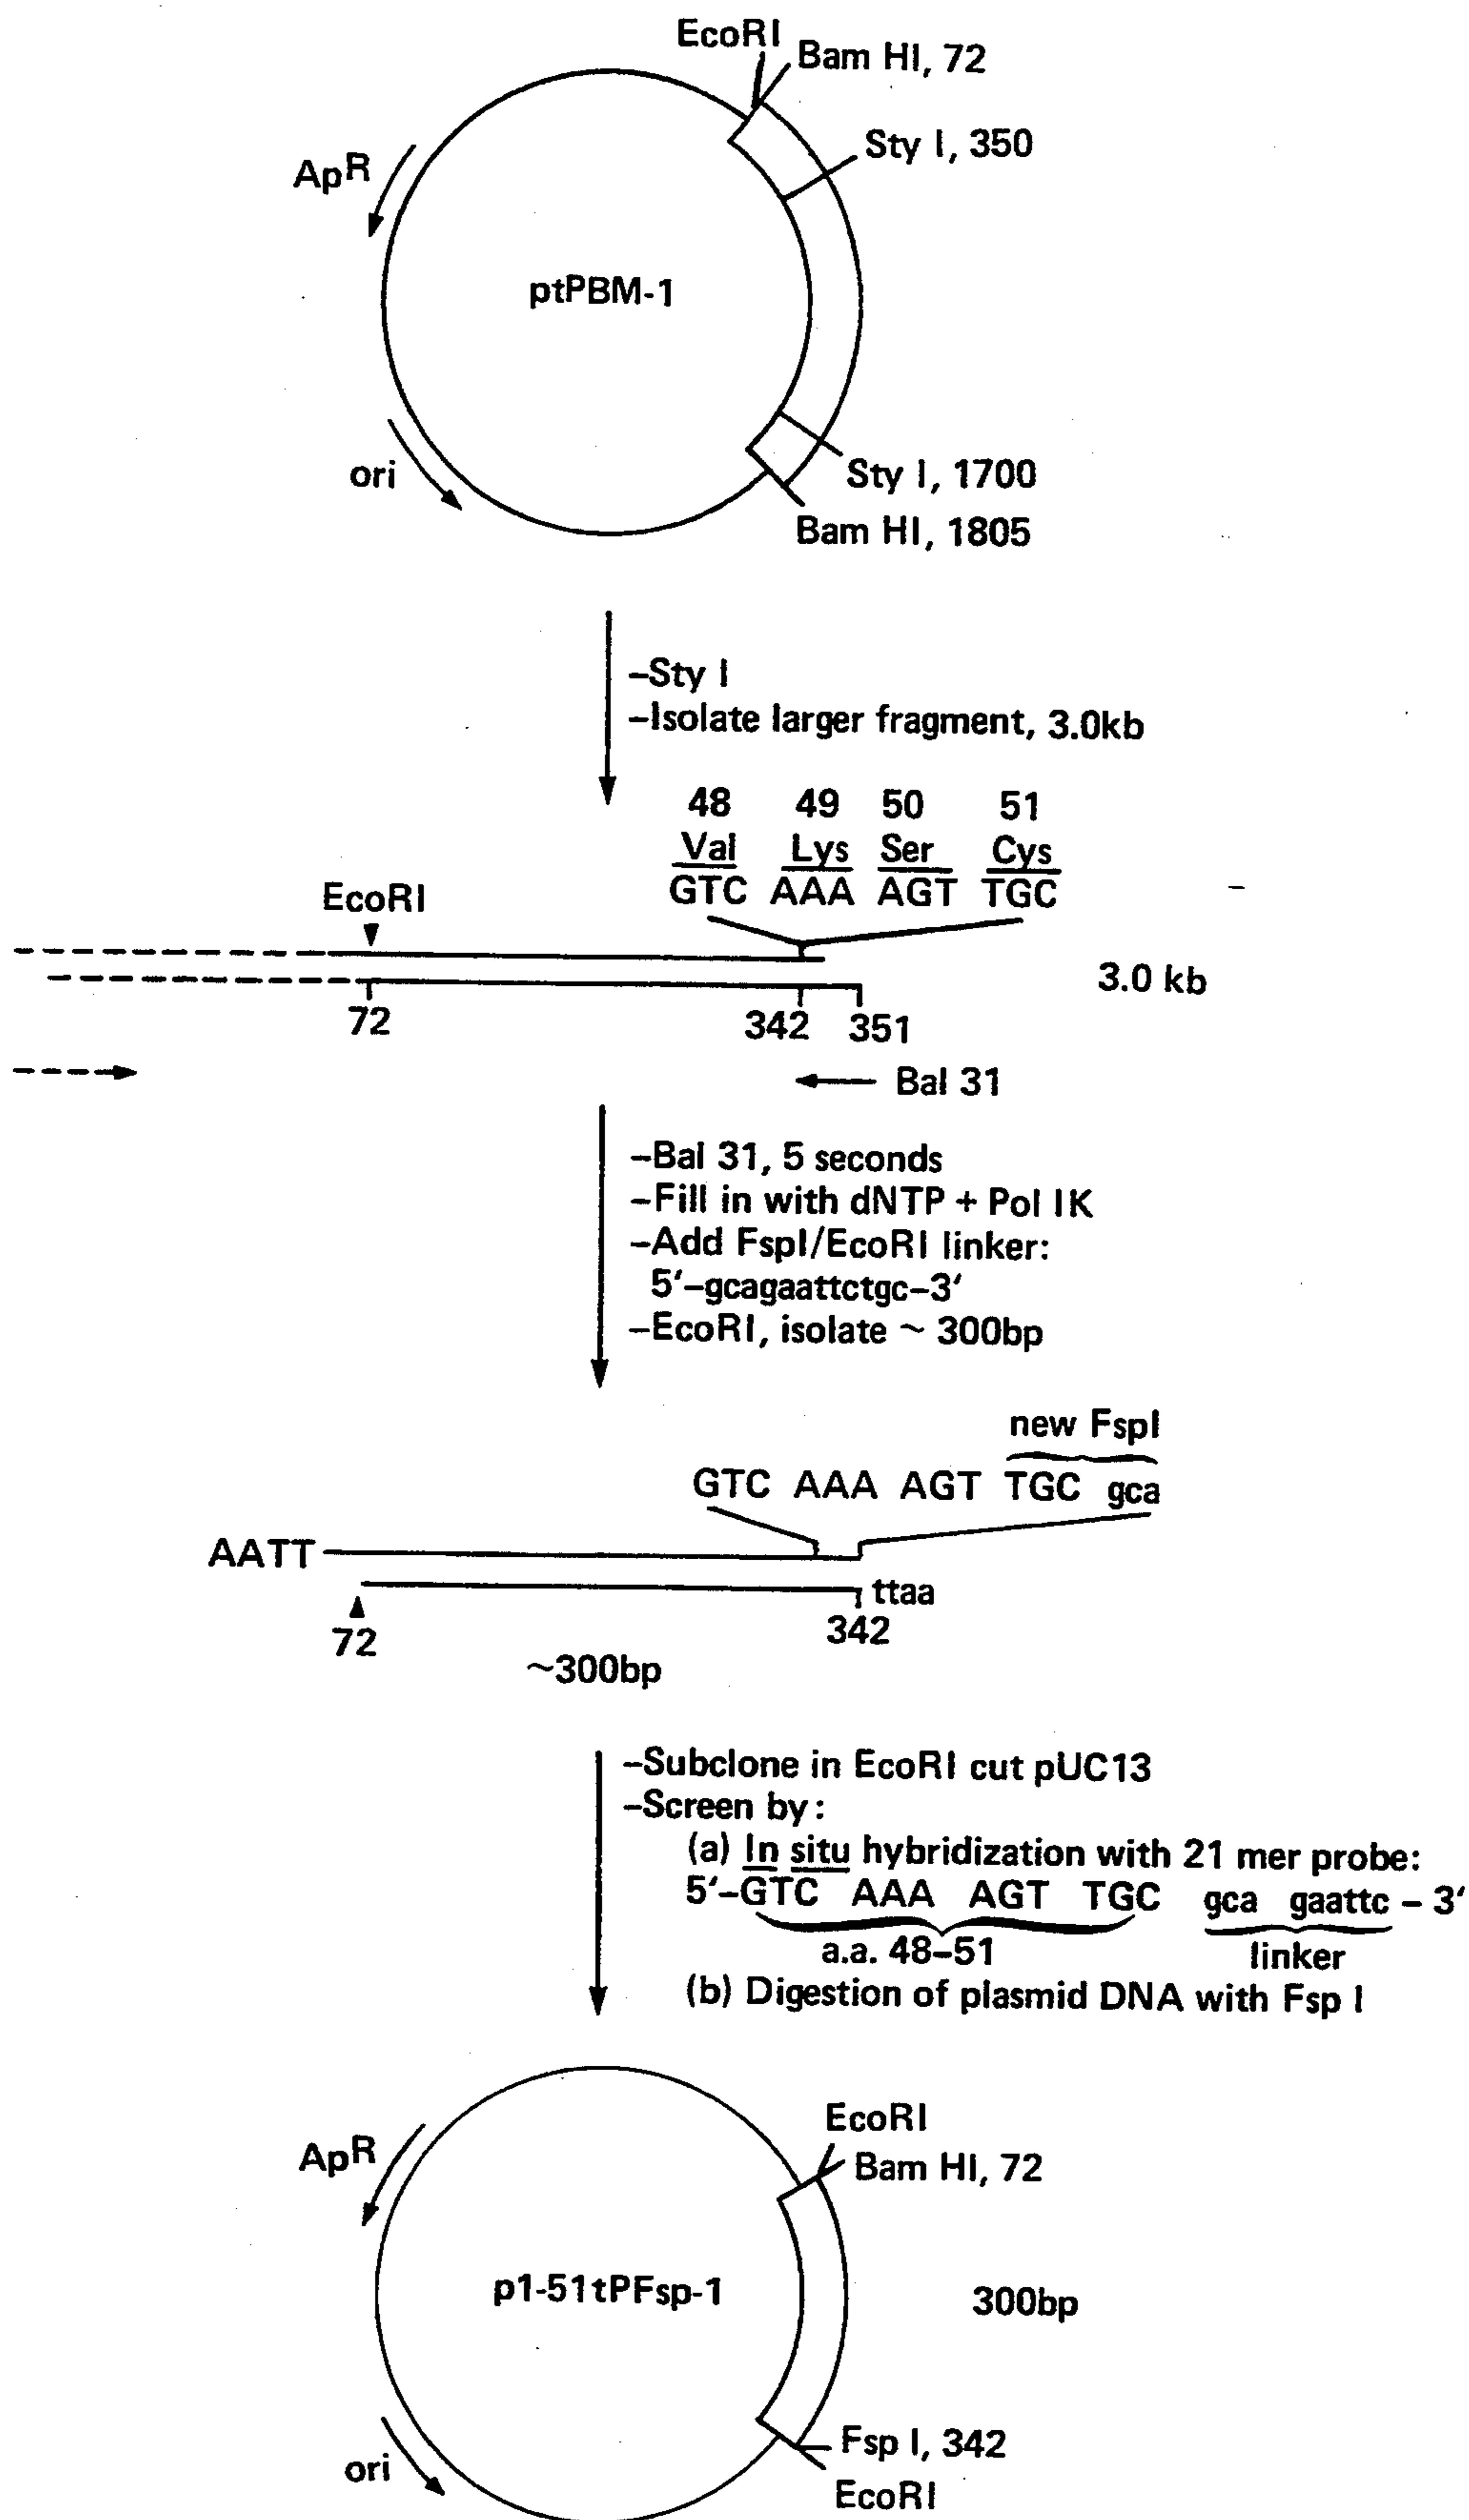 EcoRI
Bam HI, 72
Sty I, 350
ApR
ptPBM-1
ori
Sty I, 1700
Bam HI, 1805
–Sty I
–Isolate larger fragment, 3.0kb
48 49 50 51
Val Lys Ser Cys
GTC AAA AGT TGC
EcoRI
3.0 kb
72 342 351
Bal 31
–Bal 31, 5 seconds
–Fill in with dNTP + Pol IK
–Add FspI/EcoRI linker:
5'–gcagaattctgc–3'
–EcoRI, isolate ~ 300bp
new FspI
GTC AAA AGT TGC gca
AATT
ttaa
72 342
~300bp
–Subclone in EcoRI cut pUC13
–Screen by:
(a) In situ hybridization with 21 mer probe:
5'–GTC AAA AGT TGC gca gaattc – 3'
a.a. 48–51 linker
(b) Digestion of plasmid DNA with Fsp I
EcoRI
ApR
Bam HI, 72
p1-51tPFsp-1
300bp
Fsp I, 342
ori
EcoRI